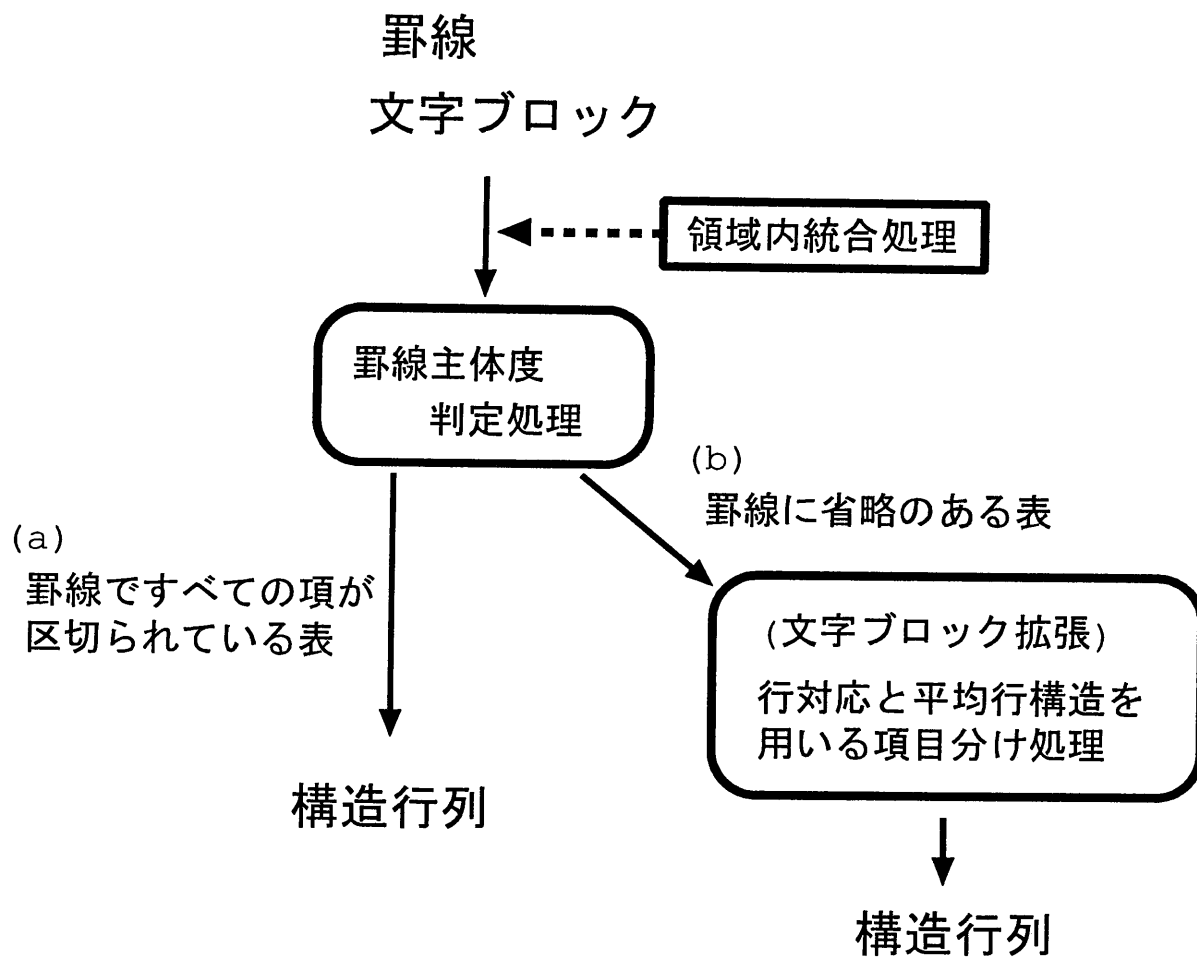 罫線
文字ブロック
領域内統合処理
罫線主体度
判定処理
(b)
罫線に省略のある表
(a)
罫線ですべての項が
区切られている表
(文字ブロック拡張)
行対応と平均行構造を
用いる項目分け処理
構造行列
構造行列